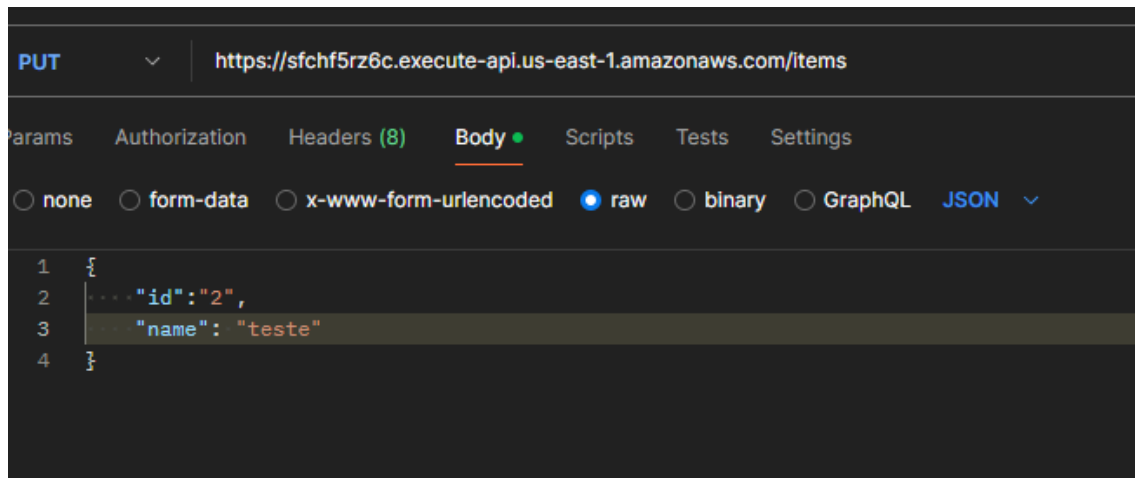 PUT https://sfchf5rz6c.execute-api.us-east-1.amazonaws.com/items
Params Authorization Headers (8) Body Scripts Tests Settings
none form-data x-www-form-urlencoded raw binary GraphQL JSON
1 {
2 "id":"2",
3 "name": "teste"
4 }